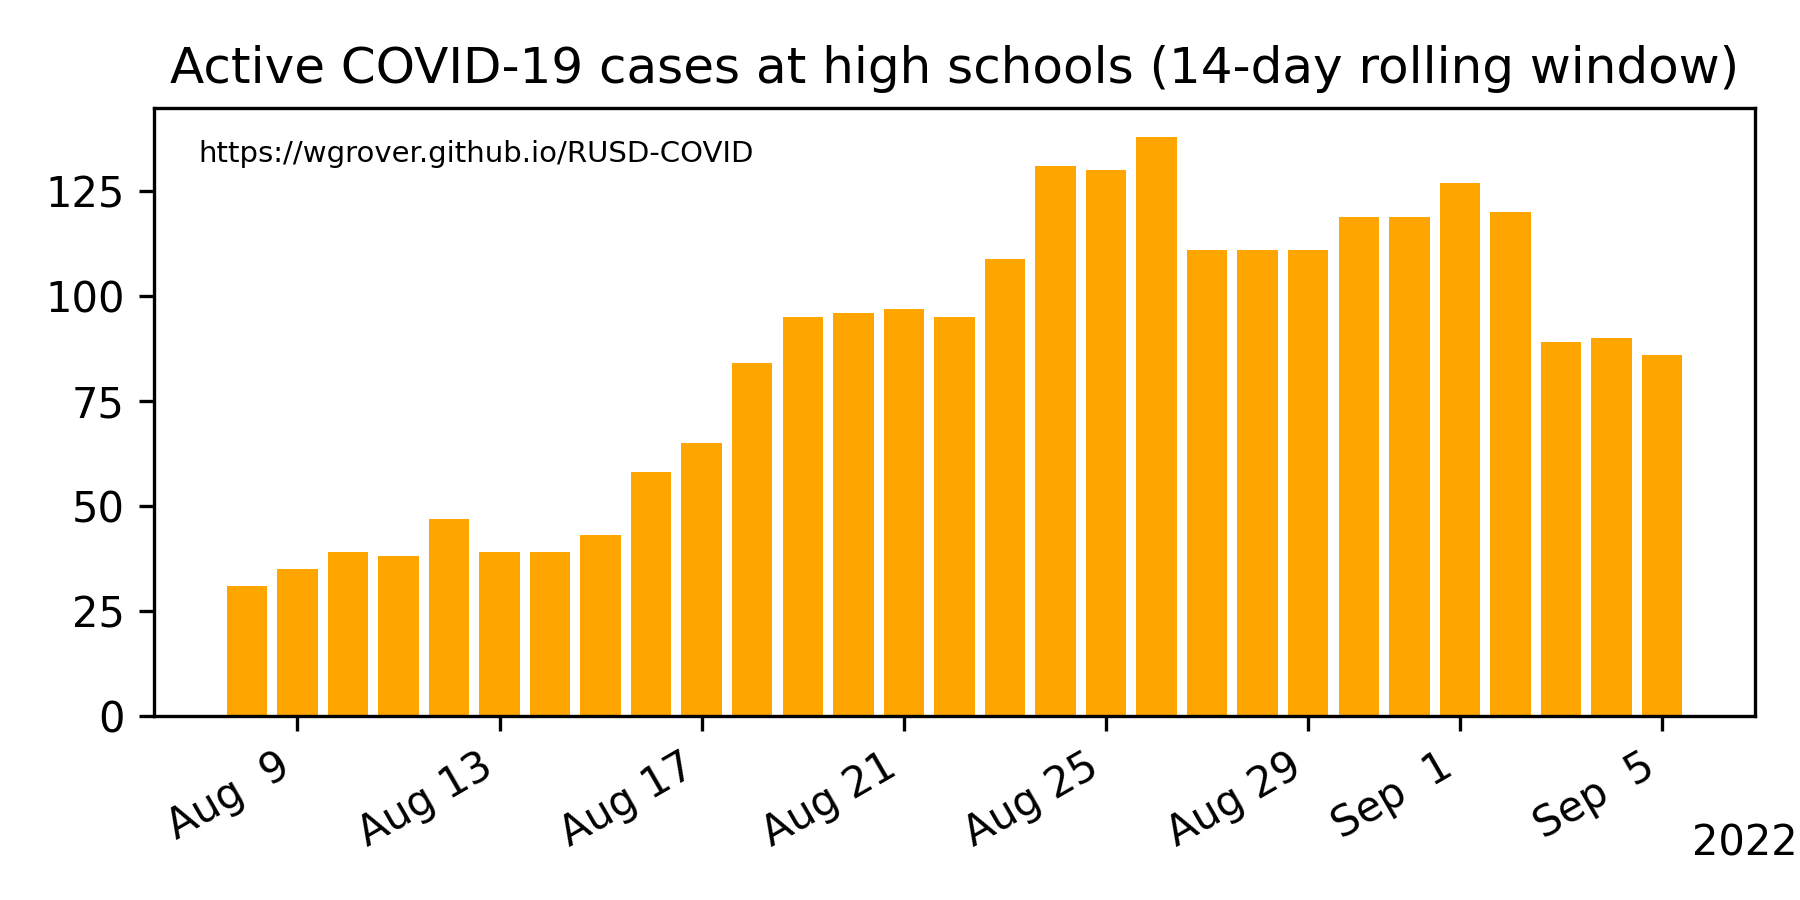 Active COVID-19 cases at high schools (14-day rolling window)
https://wgrover.github.io/RUSD-COVID
125
100
75
50
25
0
Aug 9
Aug 13
Aug 17
Aug 21
Aug 25
Aug 29
Sep 1
Sep 5
2022